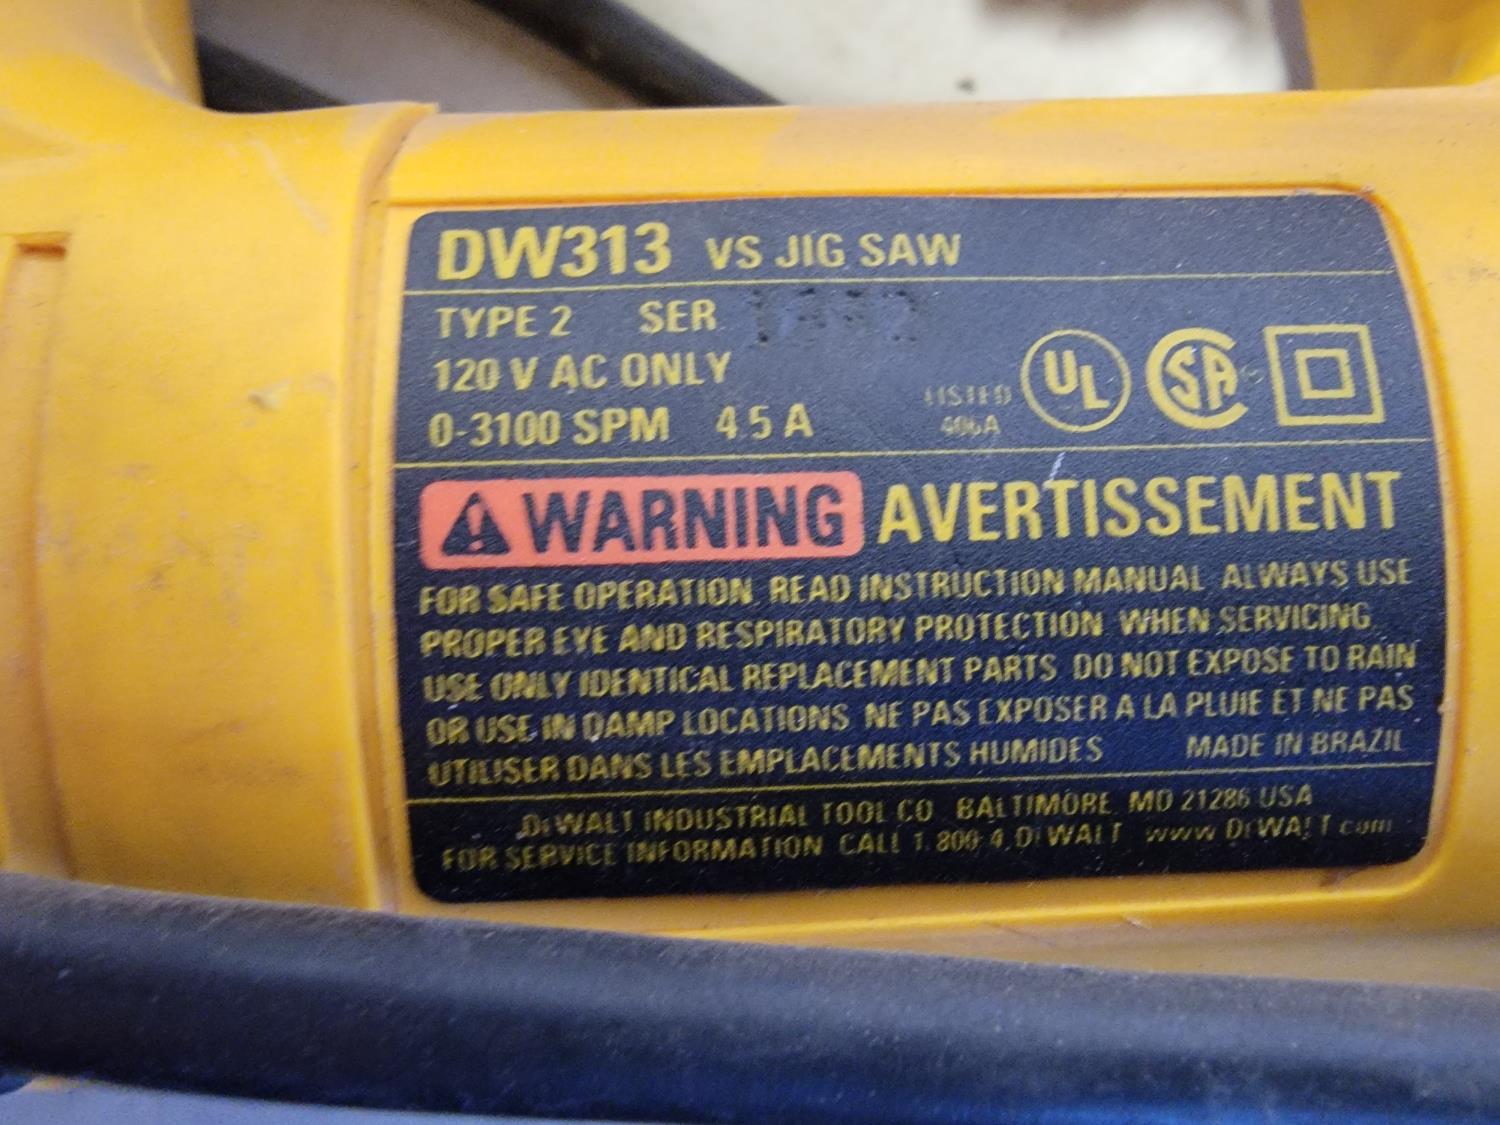 DW313 VS JIG SAW
TYPE 2 SER
120 V AC ONLY
0-3100 SPM 4.5 A
LISTED
406A
UL
SA
WARNING AVERTISSEMENT
FOR SAFE OPERATION READ INSTRUCTION MANUAL ALWAYS USE
PROPER EYE AND RESPIRATORY PROTECTION WHEN SERVICING,
USE ONLY IDENTICAL REPLACEMENT PARTS DO NOT EXPOSE TO RAIN
OR USE IN DAMP LOCATIONS NE PAS EXPOSER A LA PLUIE ET NE PAS
UTILISER DANS LES EMPLACEMENTS HUMIDES MADE IN BRAZIL
DEWALT INDUSTRIAL TOOL CO BALTIMORE, MD 21286 USA
FOR SERVICE INFORMATION CALL 1-800-4-DEWALT www.DEWALT.com